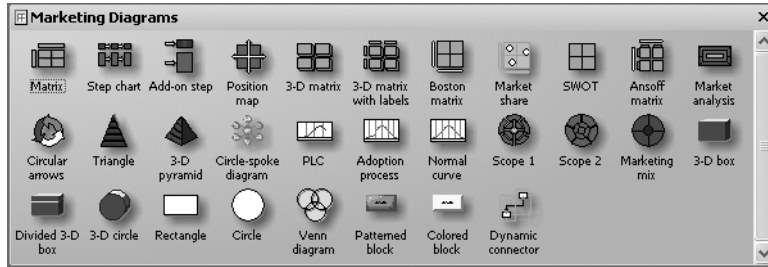 Marketing Diagrams
Matrix Step chart Add-on step Position map 3-D matrix 3-D matrix with labels Boston matrix Market share SWOT Ansoff matrix Market analysis
Circular arrows Triangle 3-D pyramid Circle-spoke diagram PLC Adoption process Normal curve Scope 1 Scope 2 Marketing mix 3-D box
Divided 3-D box 3-D circle Rectangle Circle Venn diagram Patterned block Colored block Dynamic connector